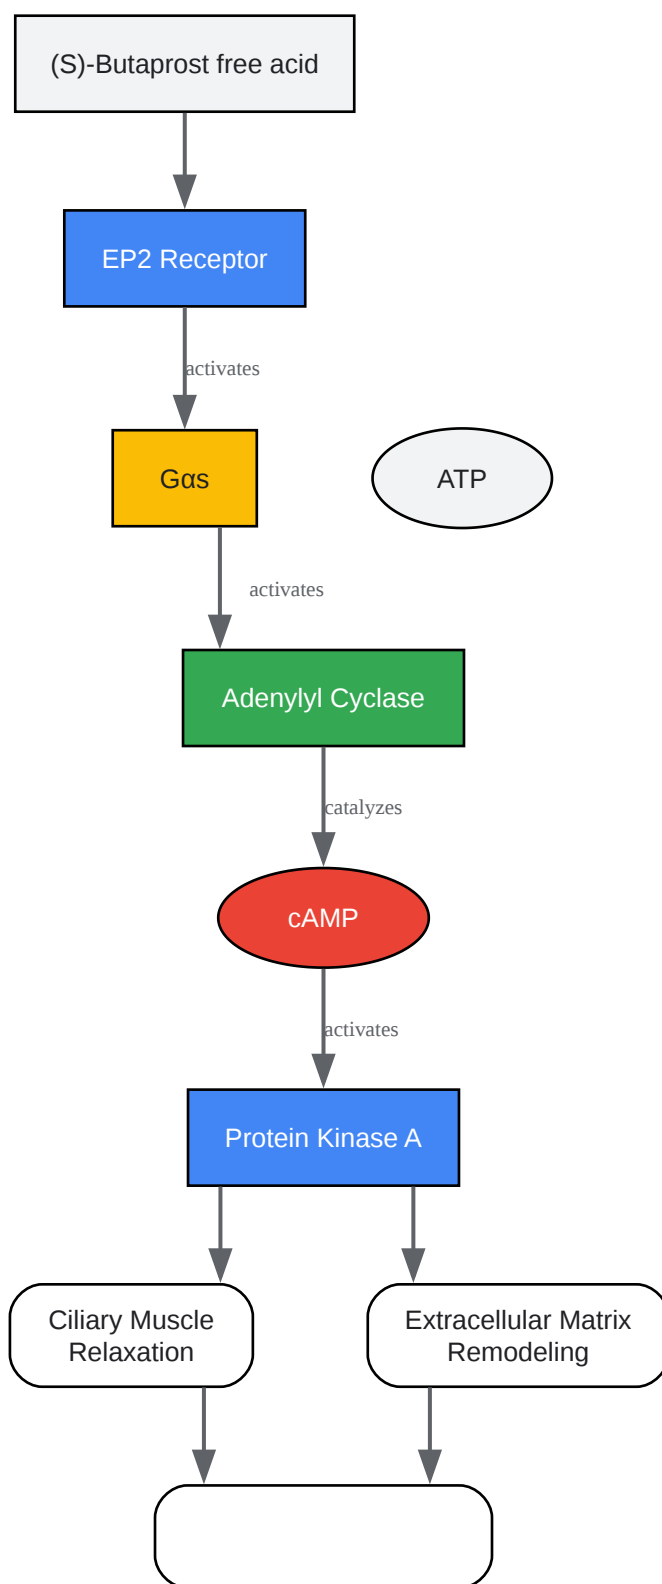 (S)-Butaprost free acid
EP2 Receptor
activates
Gαs
ATP
activates
Adenylyl Cyclase
catalyzes
cAMP
activates
Protein Kinase A
Ciliary Muscle
Relaxation
Extracellular Matrix
Remodeling